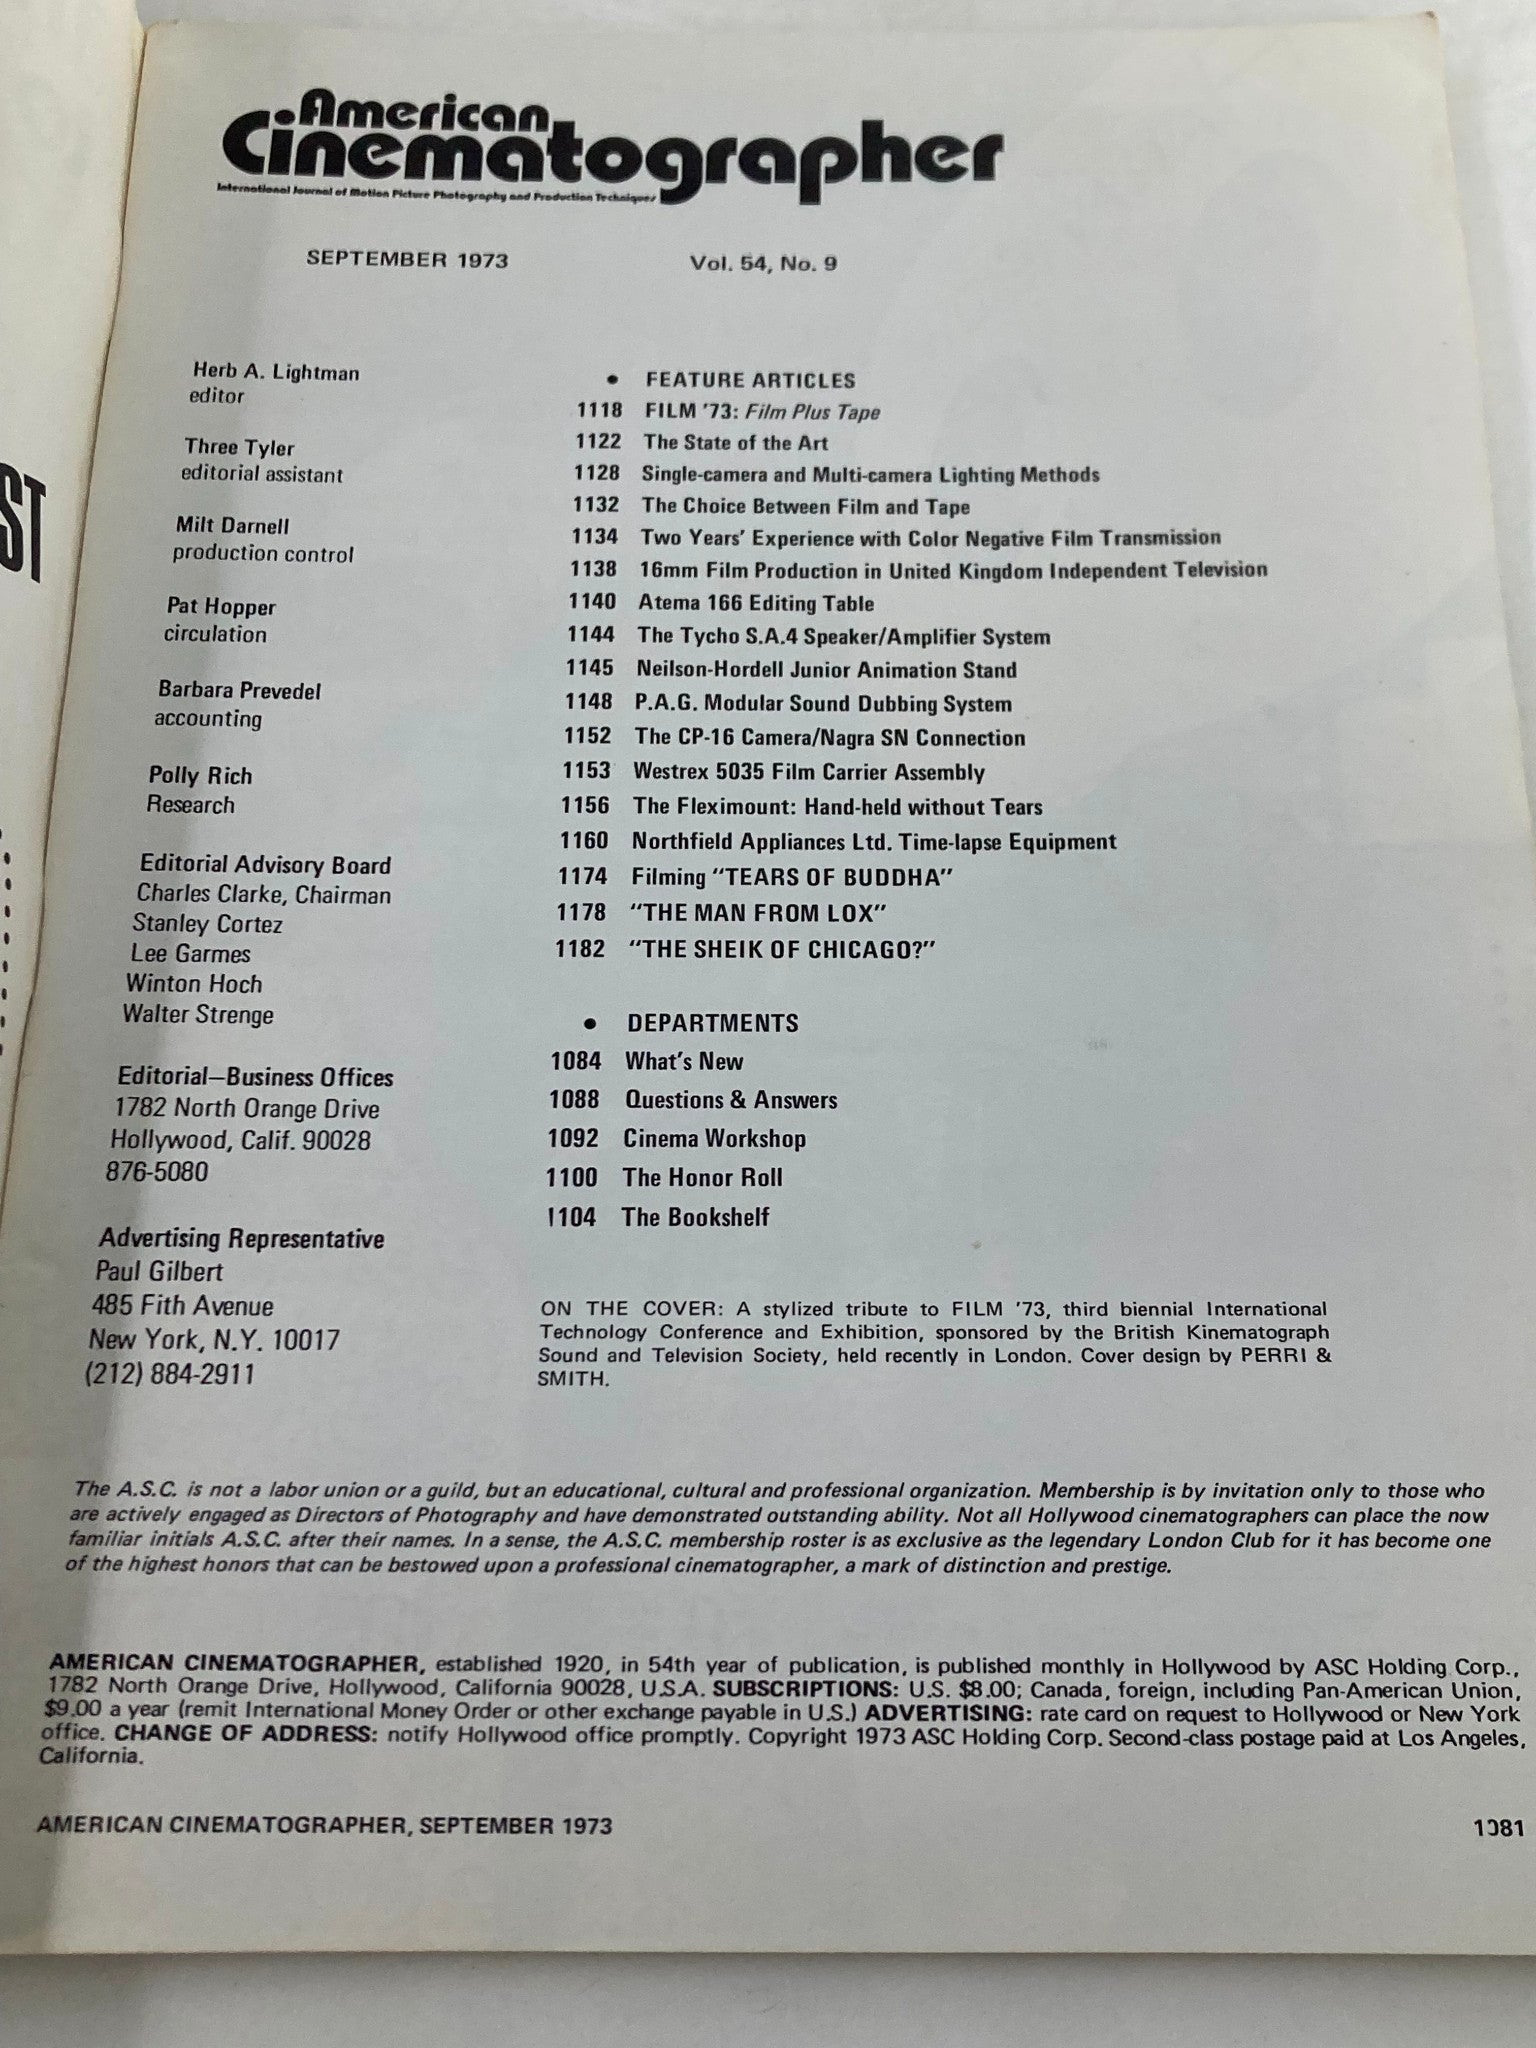 ST
American
Cinematographer
International Journal of Motion Picture Photography and Production Techniques
SEPTEMBER 1973
Vol. 54, No. 9
Herb A. Lightman
editor
Three Tyler
editorial assistant
Milt Darnell
production control
Pat Hopper
circulation
Barbara Prevedel
accounting
Polly Rich
Research
Editorial Advisory Board
Charles Clarke, Chairman
Stanley Cortez
Lee Garmes
Winton Hoch
Walter Strenge
Editorial—Business Offices
1782 North Orange Drive
Hollywood, Calif. 90028
876-5080
Advertising Representative
Paul Gilbert
485 Fith Avenue
New York, N.Y. 10017
(212) 884-2911
• FEATURE ARTICLES
1118 FILM '73: Film Plus Tape
1122 The State of the Art
1128 Single-camera and Multi-camera Lighting Methods
1132 The Choice Between Film and Tape
1134 Two Years' Experience with Color Negative Film Transmission
1138 16mm Film Production in United Kingdom Independent Television
1140 Atema 166 Editing Table
1144 The Tycho S.A.4 Speaker/Amplifier System
1145 Neilson-Hordell Junior Animation Stand
1148 P.A.G. Modular Sound Dubbing System
1152 The CP-16 Camera/Nagra SN Connection
1153 Westrex 5035 Film Carrier Assembly
1156 The Fleximount: Hand-held without Tears
1160 Northfield Appliances Ltd. Time-lapse Equipment
1174 Filming "TEARS OF BUDDHA"
1178 "THE MAN FROM LOX"
1182 "THE SHEIK OF CHICAGO?"
• DEPARTMENTS
1084 What's New
1088 Questions & Answers
1092 Cinema Workshop
1100 The Honor Roll
1104 The Bookshelf
ON THE COVER: A stylized tribute to FILM '73, third biennial International
Technology Conference and Exhibition, sponsored by the British Kinematograph
Sound and Television Society, held recently in London. Cover design by PERRI &
SMITH.
The A.S.C. is not a labor union or a guild, but an educational, cultural and professional organization. Membership is by invitation only to those who
are actively engaged as Directors of Photography and have demonstrated outstanding ability. Not all Hollywood cinematographers can place the now
familiar initials A.S.C. after their names. In a sense, the A.S.C. membership roster is as exclusive as the legendary London Club for it has become one
of the highest honors that can be bestowed upon a professional cinematographer, a mark of distinction and prestige.
AMERICAN CINEMATOGRAPHER, established 1920, in 54th year of publication, is published monthly in Hollywood by ASC Holding Corp.,
1782 North Orange Drive, Hollywood, California 90028, U.S.A. SUBSCRIPTIONS: U.S. $8.00; Canada, foreign, including Pan-American Union,
$9.00 a year (remit International Money Order or other exchange payable in U.S.) ADVERTISING: rate card on request to Hollywood or New York
office. CHANGE OF ADDRESS: notify Hollywood office promptly. Copyright 1973 ASC Holding Corp. Second-class postage paid at Los Angeles,
California.
AMERICAN CINEMATOGRAPHER, SEPTEMBER 1973
1081